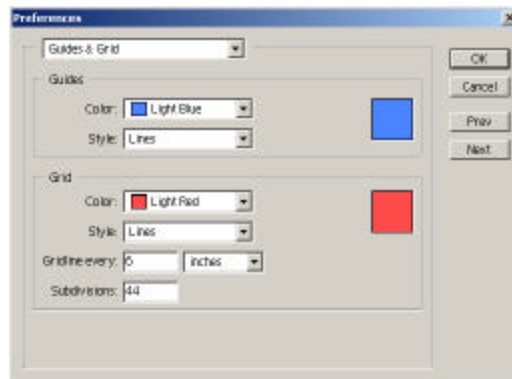 Preferences
Guides & Grid
OK
Cancel
Prev
Next
Guides
Color: Light Blue
Style: Lines
Grid
Color: Light Red
Style: Lines
Gridline every: 6 inches
Subdivisions: 44